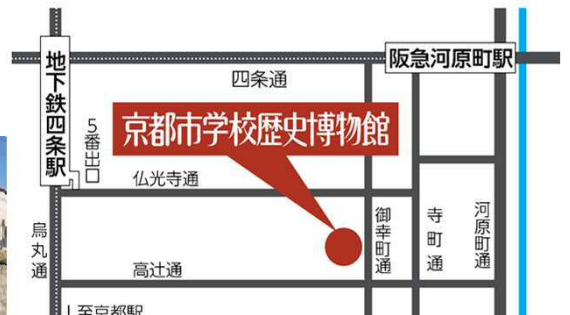 地下鉄四条駅
阪急河原町駅
四条通
5番出口
京都市学校歴史博物館
仏光寺通
烏丸通
御幸町通
寺町通
河原町通
高辻通
至京都駅